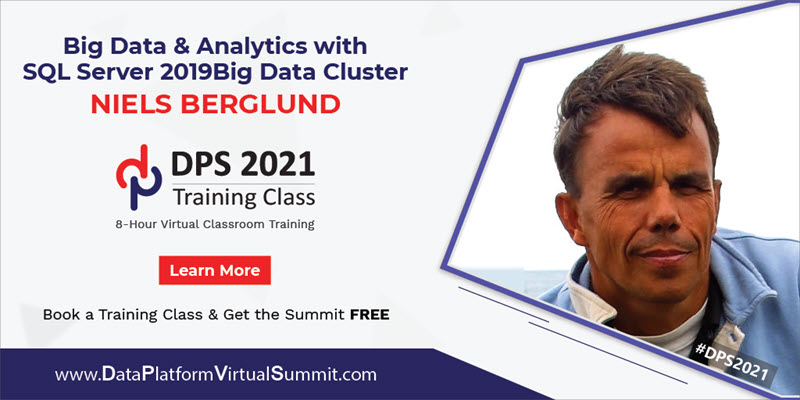 Big Data & Analytics with
SQL Server 2019Big Data Cluster
NIELS BERGLUND
dp
DPS 2021
Training Class
8-Hour Virtual Classroom Training
Learn More
Book a Training Class & Get the Summit FREE
#DPS2021
www.DataPlatformVirtualSummit.com